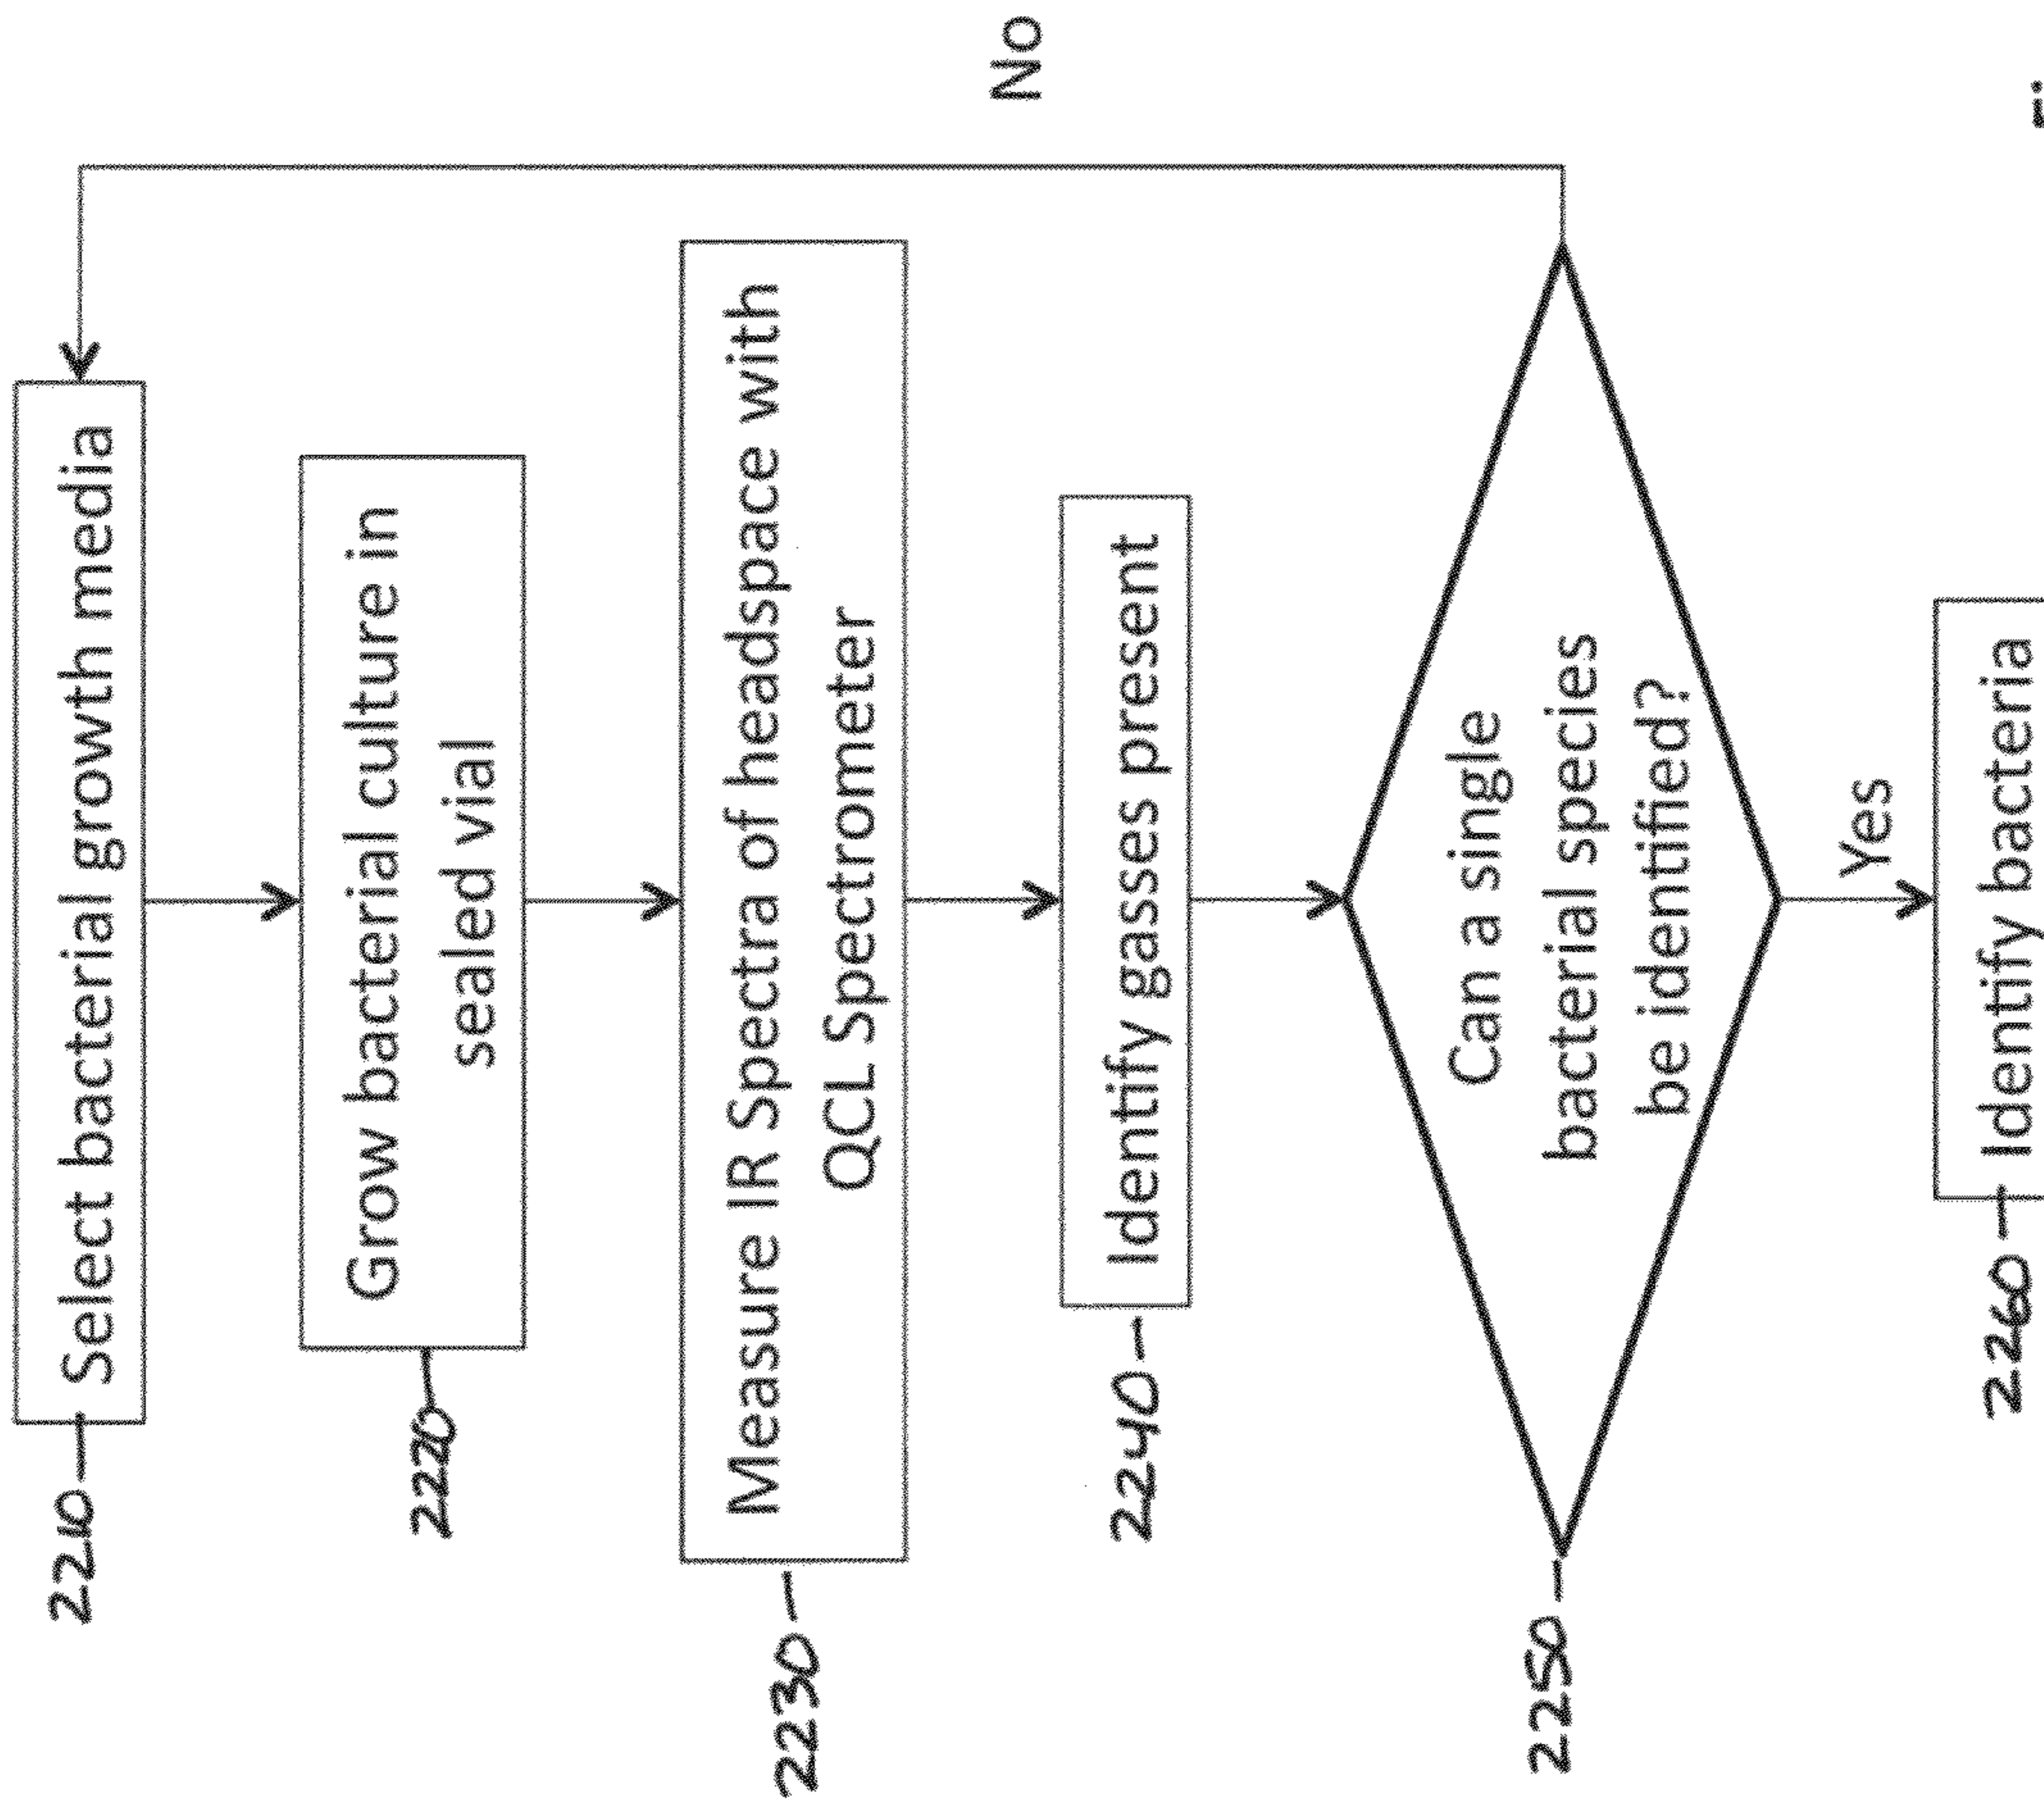 2210
Select bacterial growth media
2220
Grow bacterial culture in
sealed vial
2230
Measure IR Spectra of headspace with
QCL Spectrometer
2240
Identify gasses present
2250
Can a single
bacterial species
be identified?
No
Yes
2260
Identify bacteria